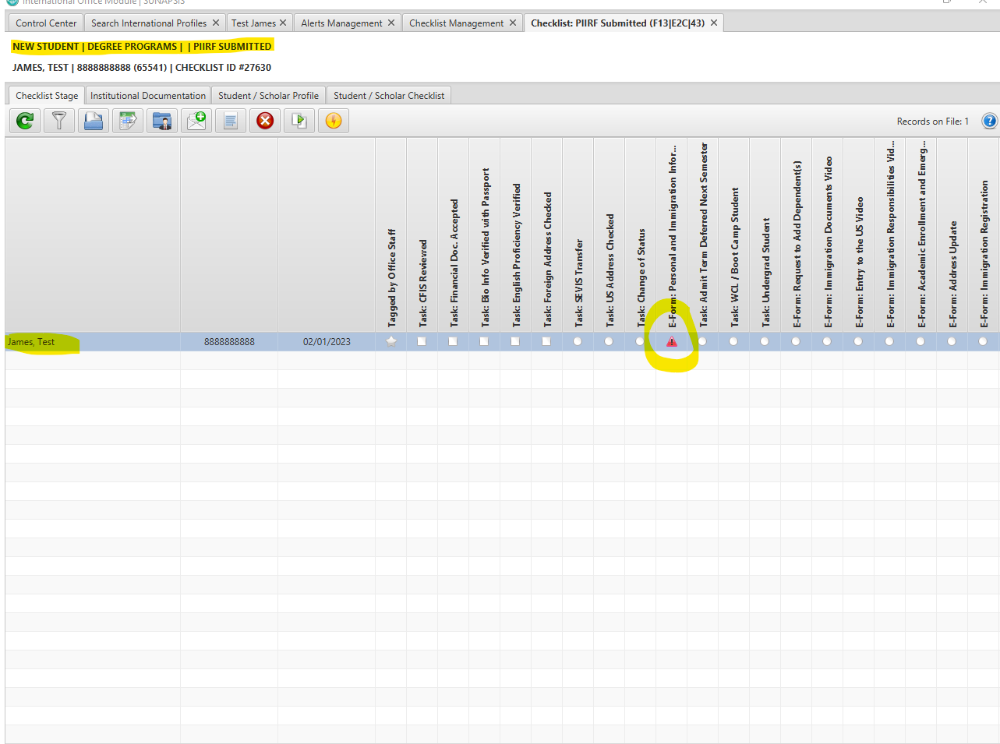 International Office Module | SUNAPSIS
Control Center
Search International Profiles
Test James
Alerts Management
Checklist Management
Checklist: PIIRF Submitted (F13|E2C|43)
NEW STUDENT | DEGREE PROGRAMS | | PIIRF SUBMITTED
JAMES, TEST | 8888888888 (65541) | CHECKLIST ID #27630
Checklist Stage
Institutional Documentation
Student / Scholar Profile
Student / Scholar Checklist
Records on File: 1
Tagged by Office Staff
Task: CFIS Reviewed
Task: Financial Doc. Accepted
Task: Bio Info Verified with Passport
Task: English Proficiency Verified
Task: Foreign Address Checked
Task: SEVIS Transfer
Task: US Address Checked
Task: Change of Status
E-Form: Personal and Immigration Infor...
Task: Admit Term Deferred Next Semester
Task: WCL / Boot Camp Student
Task: Undergrad Student
E-Form: Request to Add Dependent(s)
E-Form: Immigration Documents Video
E-Form: Entry to the US Video
E-Form: Immigration Responsibilities Vid...
E-Form: Academic Enrollment and Emerg...
E-Form: Address Update
E-Form: Immigration Registration
James, Test 8888888888 02/01/2023